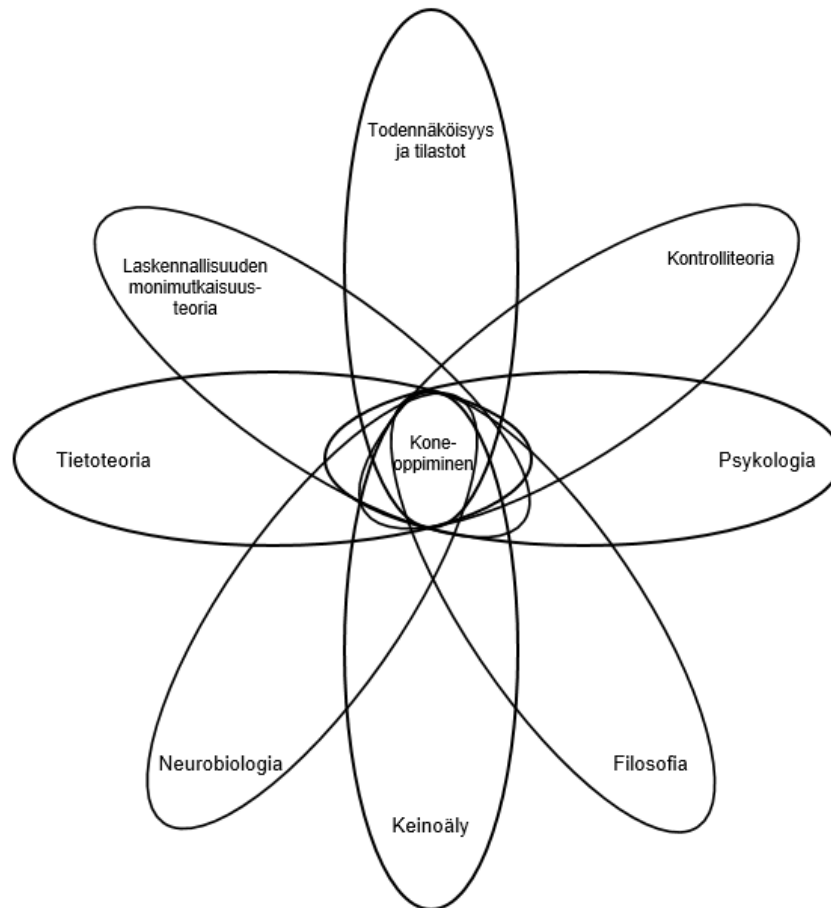 Todennäköisyys
ja tilastot
Laskennallisuuden
monimutkaisuus-
teoria
Kontrolliteoria
Kone-
oppiminen
Tietoteoria
Psykologia
Neurobiologia
Filosofia
Keinoäly